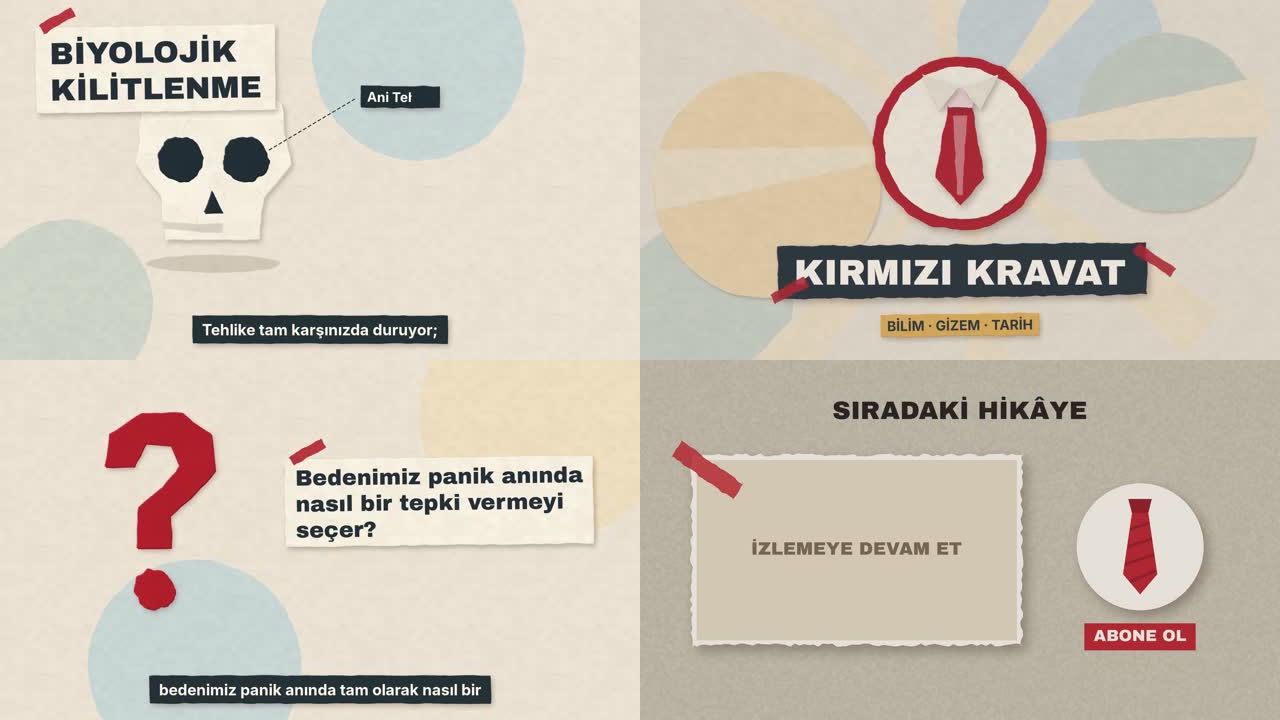 BİYOLOJİK
KİLİTLENME
Ani Teh
Tehlike tam karşınızda duruyor;
KIRMIZI KRAVAT
BİLİM · GİZEM · TARİH
Bedenimiz panik anında
nasıl bir tepki vermeyi
seçer?
bedenimiz panik anında tam olarak nasıl bir
SIRADAKİ HİKÂYE
İZLEMEYE DEVAM ET
ABONE OL